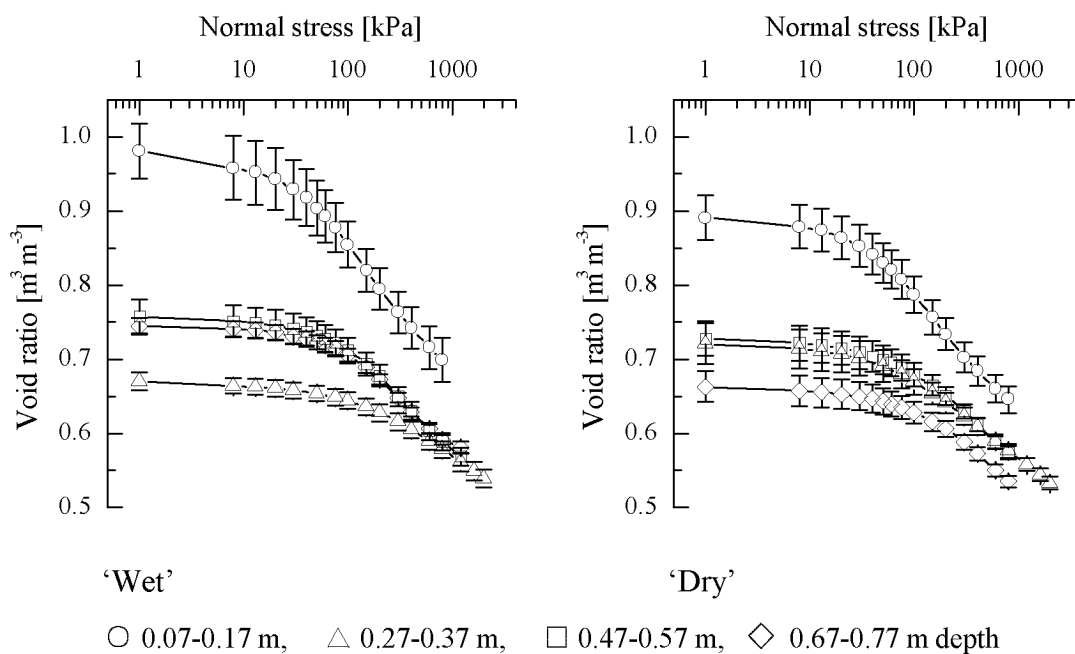 Normal stress [kPa]
1 10 100 1000
Void ratio [m³ m⁻³]
1.0
0.9
0.8
0.7
0.6
0.5
'Wet'
Normal stress [kPa]
1 10 100 1000
Void ratio [m³ m⁻³]
1.0
0.9
0.8
0.7
0.6
0.5
'Dry'
0.07-0.17 m, 0.27-0.37 m, 0.47-0.57 m, 0.67-0.77 m depth